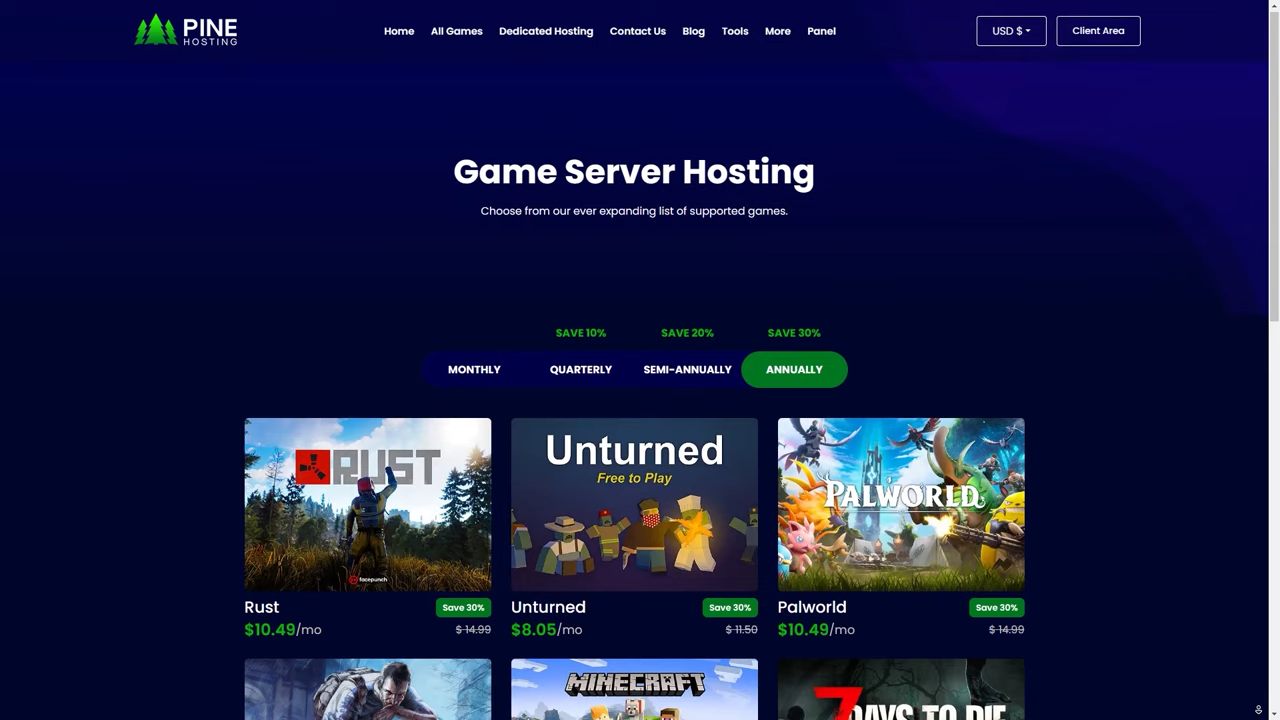 PINE
HOSTING
Home
All Games
Dedicated Hosting
Contact Us
Blog
Tools
More
Panel
USD $
Client Area
Game Server Hosting
Choose from our ever expanding list of supported games.
SAVE 10%
SAVE 20%
SAVE 30%
MONTHLY
QUARTERLY
SEMI-ANNUALLY
ANNUALLY
RUST
facepunch
Unturned
Free to Play
PALWORLD
Rust
Save 30%
$10.49/mo
$ 14.99
Unturned
Save 30%
$8.05/mo
$ 11.50
Palworld
Save 30%
$10.49/mo
$ 14.99
MINECRAFT
7 DAYS TO DIE